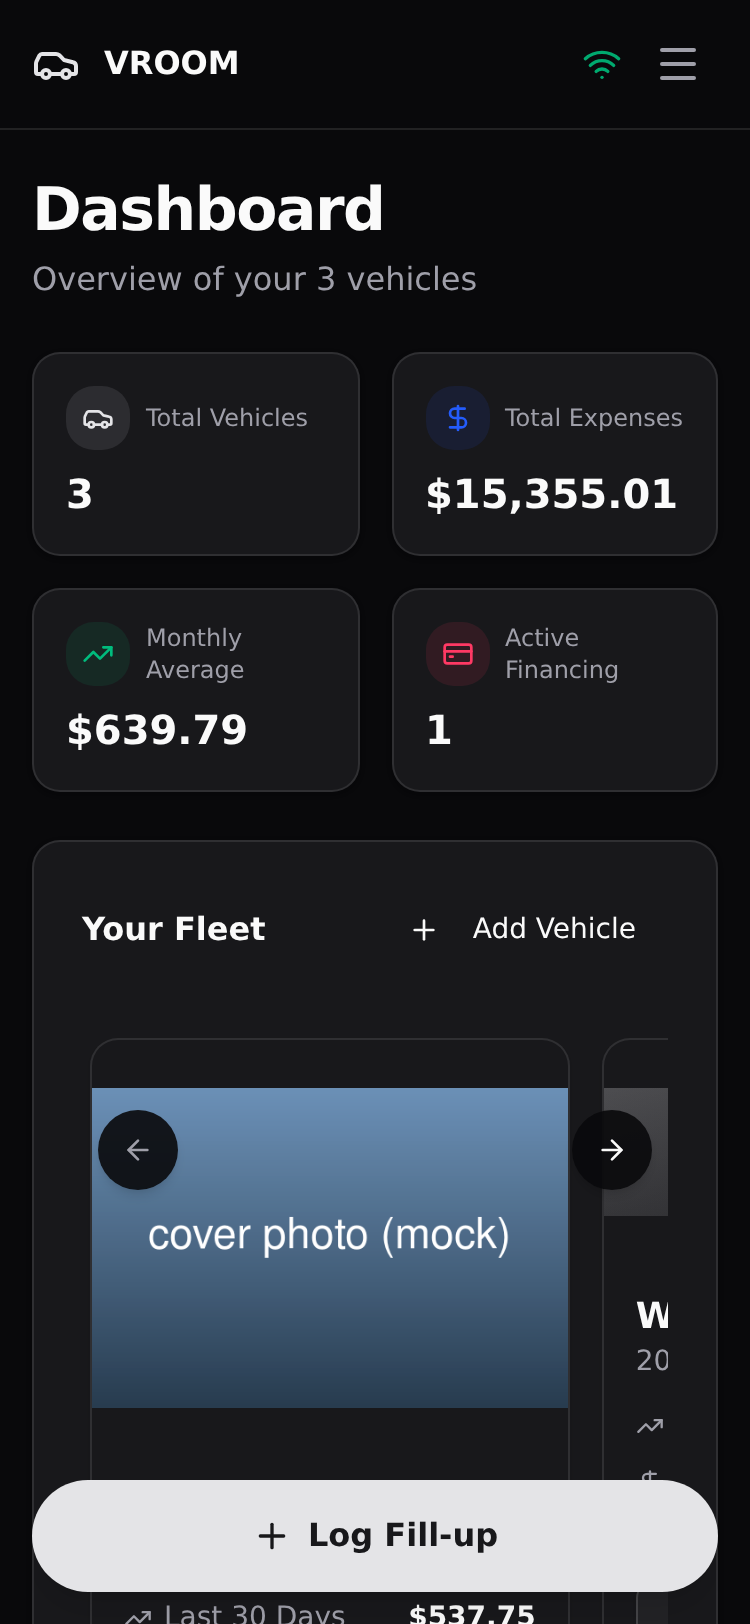 VROOM
Dashboard
Overview of your 3 vehicles
Total Vehicles
3
Total Expenses
$15,355.01
Monthly
Average
$639.79
Active
Financing
1
Your Fleet
+ Add Vehicle
cover photo (mock)
W
20
+ Log Fill-up
Last 30 Days $537.75